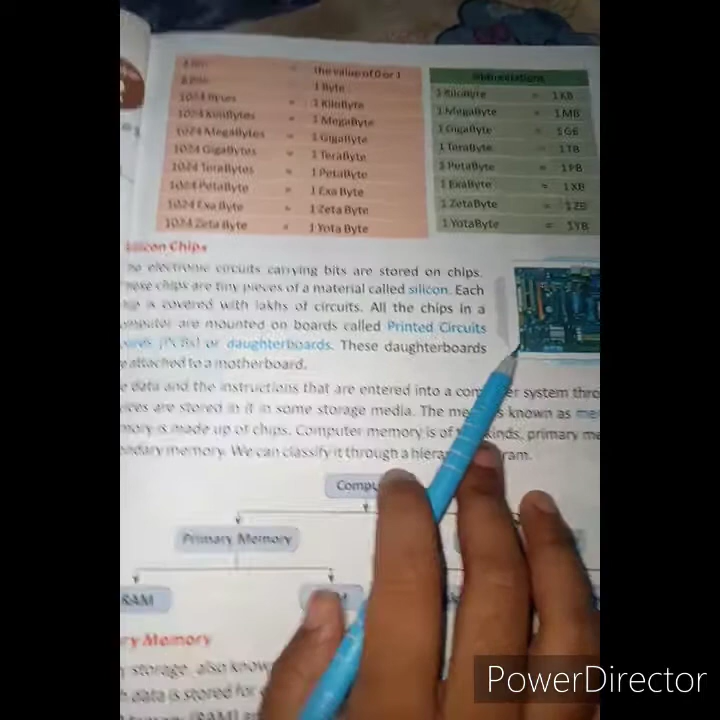 the value of 0 or 1
1 Byte
1024 Bytes = 1 KiloByte
1024 KiloBytes = 1 MegaByte
1024 MegaBytes = 1 GigaByte
1024 GigaBytes = 1 TeraByte
1024 TeraBytes = 1 PetaByte
1024 PetaByte = 1 Exa Byte
1024 Exa Byte = 1 Zeta Byte
1024 Zeta Byte = 1 Yota Byte
Abbreviations
1 KiloByte = 1 KB
1 MegaByte = 1 MB
1 GigaByte = 1 GB
1 TeraByte = 1 TB
1 PetaByte = 1 PB
1 ExaByte = 1 XB
1 ZetaByte = 1 ZB
1 YotaByte = 1 YB
Silicon Chips
electronic circuits carrying bits are stored on chips.
chips are tiny pieces of a material called silicon. Each
is covered with lakhs of circuits. All the chips in a
are mounted on boards called Printed Circuits
(PCBs) or daughterboards. These daughterboards
attached to a motherboard.
data and the instructions that are entered into a system
are stored in it in some storage media. The is known as
is made up of chips. Computer memory is of kinds, primary
memory. We can classify it through a
Primary Memory
RAM
Memory
storage also
data is stored for
(RAM)
PowerDirector